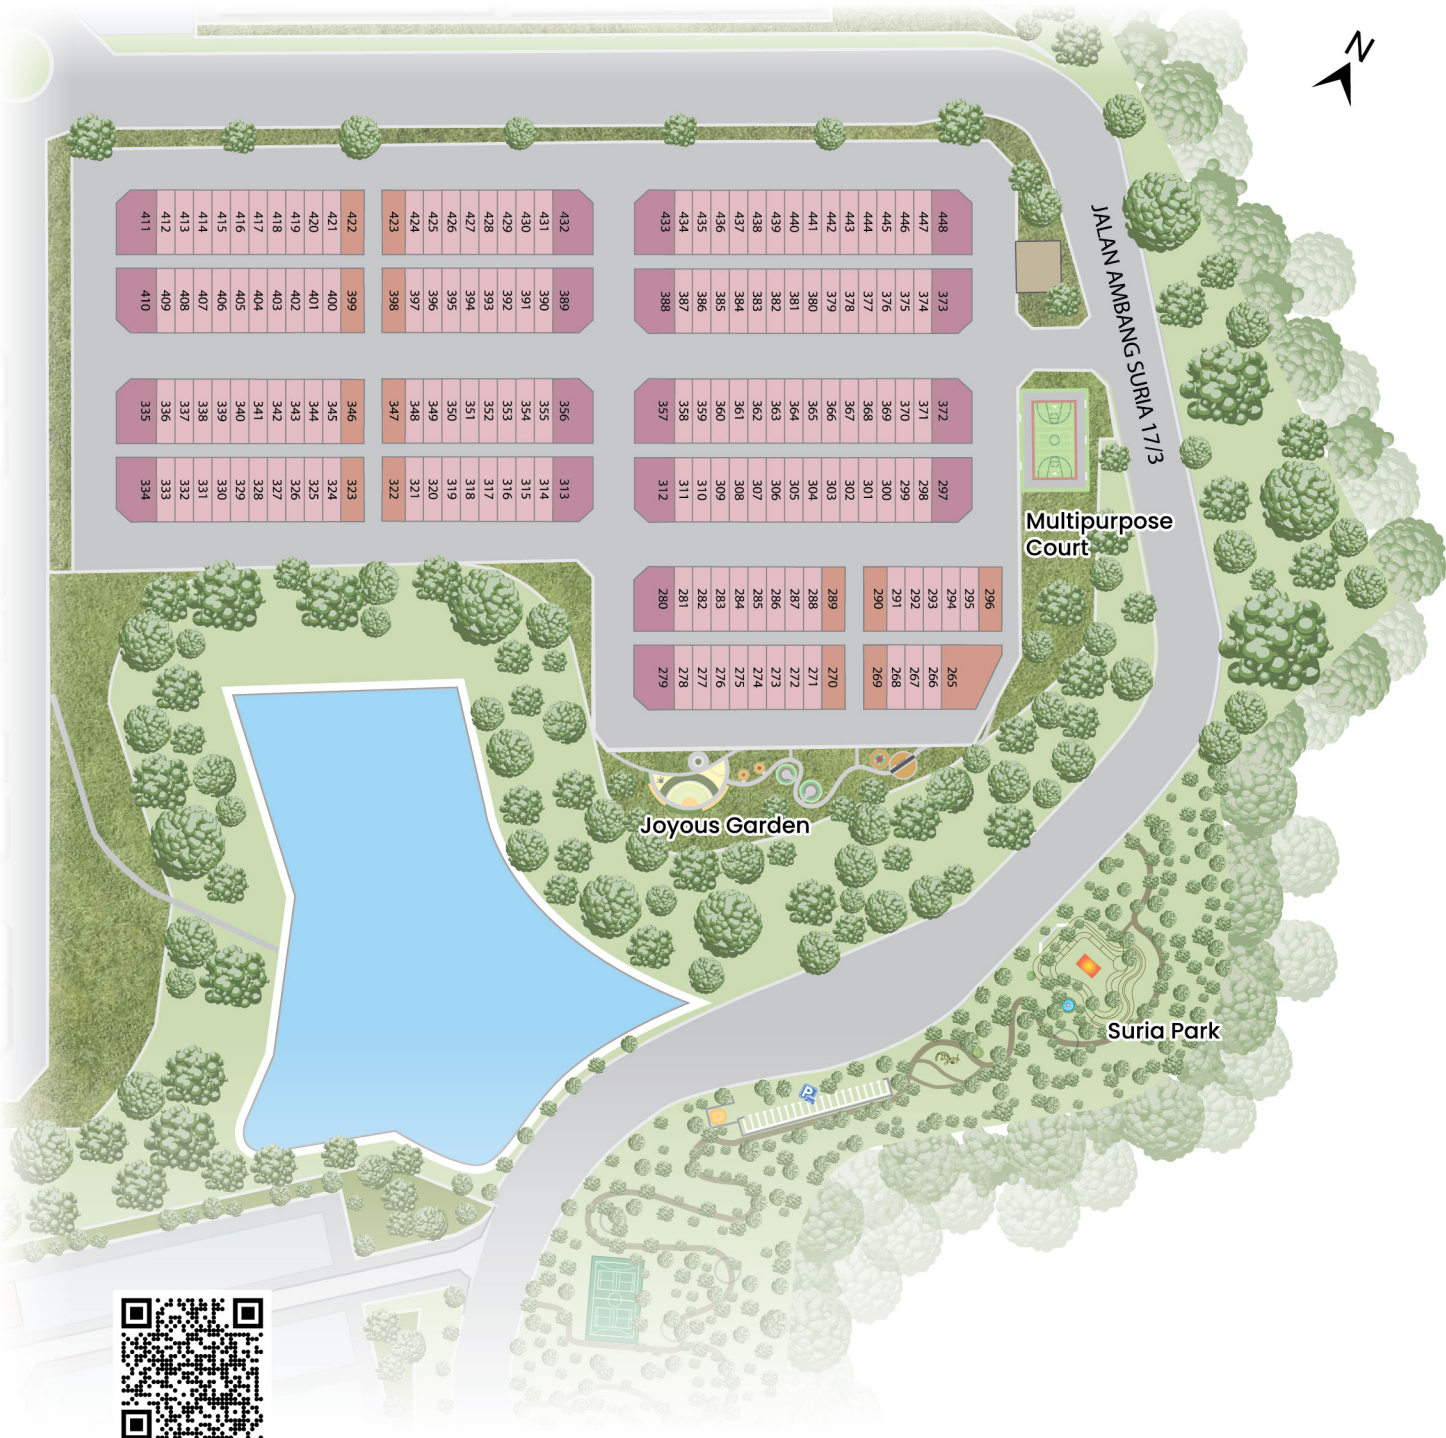 N
JALAN AMBANG SURIA 17/3
411 412 413 414 415 416 417 418 419 420 421 422 423 424 425 426 427 428 429 430 431 432 433 434 435 436 437 438 439 440 441 442 443 444 445 446 447 448
410 409 408 407 406 405 404 403 402 401 400 399 398 397 396 395 394 393 392 391 390 389 388 387 386 385 384 383 382 381 380 379 378 377 376 375 374 373
335 336 337 338 339 340 341 342 343 344 345 346 347 348 349 350 351 352 353 354 355 356 357 358 359 360 361 362 363 364 365 366 367 368 369 370 371 372
334 333 332 331 330 329 328 327 326 325 324 323 322 321 320 319 318 317 316 315 314 313 312 311 310 309 308 307 306 305 304 303 302 301 300 299 298 297
Multipurpose
Court
280 281 282 283 284 285 286 287 288 289 290 291 292 293 294 295 296
279 278 277 276 275 274 273 272 271 270 269 268 267 266 265
Joyous Garden
Suria Park
P